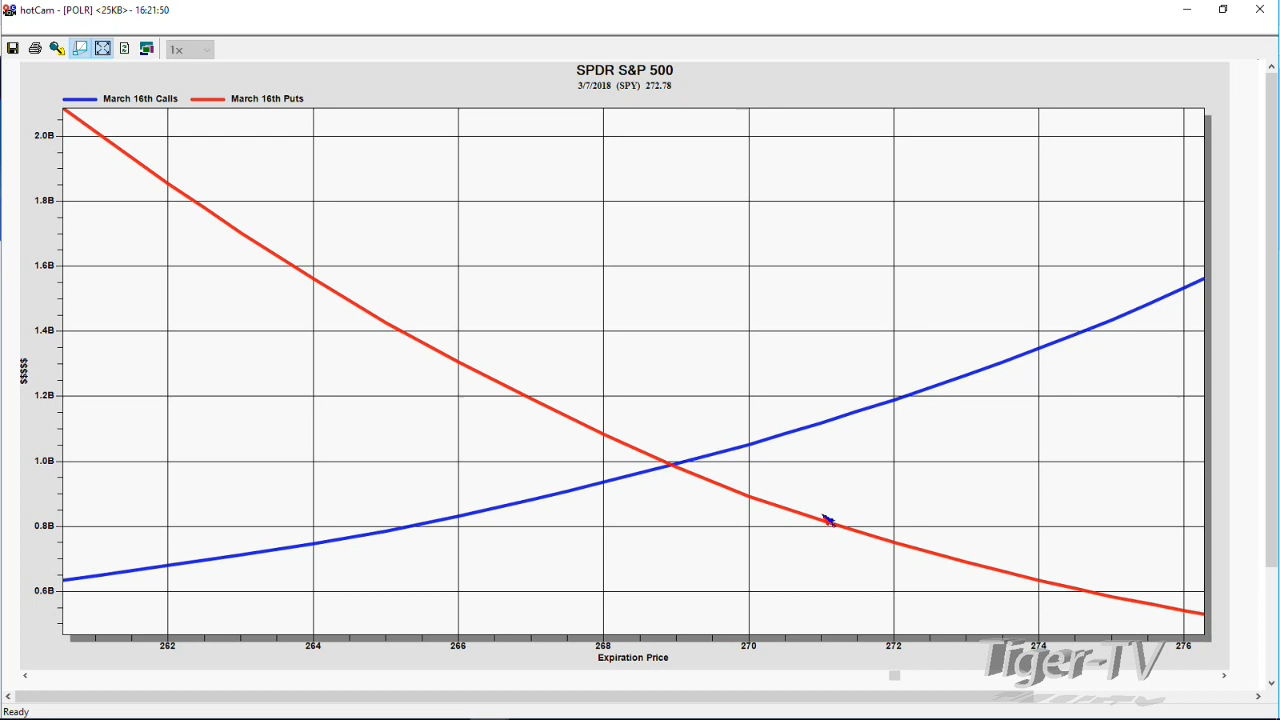 hotCam - [POLR] <25KB> - 16:21:50
1x
SPDR S&P 500
3/7/2018 (SPY) 272.78
March 16th Calls March 16th Puts
2.0B
1.8B
1.6B
1.4B
$$$$$
1.2B
1.0B
0.8B
0.6B
262 264 266 268 270 272 274 276
Expiration Price
Tiger-TV
Ready